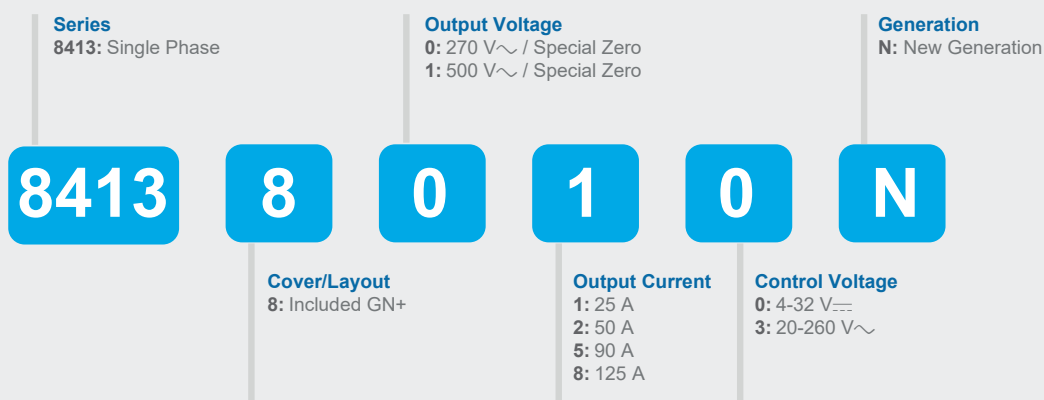 Series
8413: Single Phase
Output Voltage
0: 270 V~ / Special Zero
1: 500 V~ / Special Zero
Generation
N: New Generation
8413 8 0 1 0 N
Cover/Layout
8: Included GN+
Output Current
1: 25 A
2: 50 A
5: 90 A
8: 125 A
Control Voltage
0: 4-32 V⎓
3: 20-260 V~